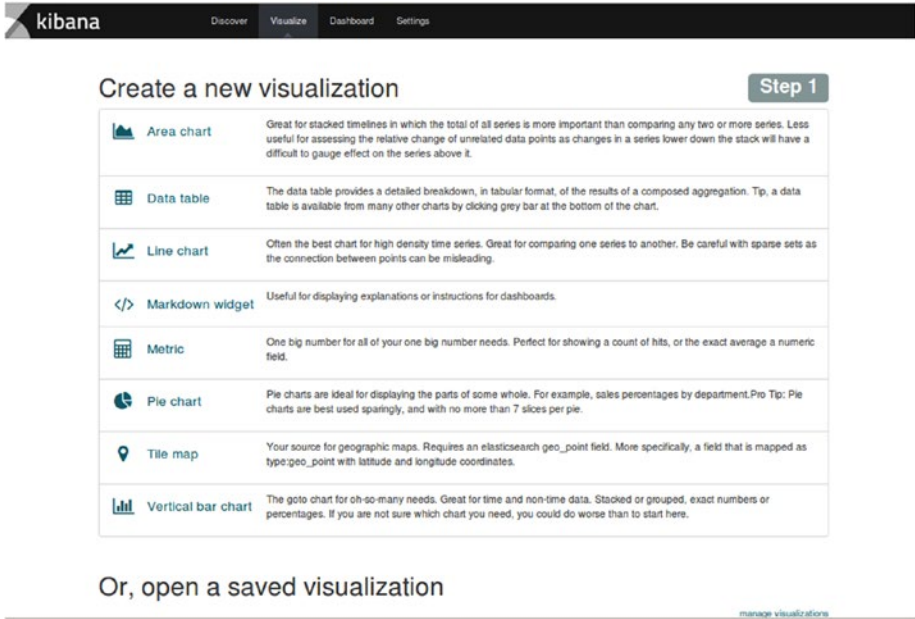 kibana
Discover
Visualize
Dashboard
Settings
Create a new visualization
Step 1
Area chart
Great for stacked timelines in which the total of all series is more important than comparing any two or more series. Less
useful for assessing the relative change of unrelated data points as changes in a series lower down the stack will have a
difficult to gauge effect on the series above it.
Data table
The data table provides a detailed breakdown, in tabular format, of the results of a composed aggregation. Tip, a data
table is available from many other charts by clicking grey bar at the bottom of the chart.
Line chart
Often the best chart for high density time series. Great for comparing one series to another. Be careful with sparse sets as
the connection between points can be misleading.
</> Markdown widget
Useful for displaying explanations or instructions for dashboards.
Metric
One big number for all of your one big number needs. Perfect for showing a count of hits, or the exact average a numeric
field.
Pie chart
Pie charts are ideal for displaying the parts of some whole. For example, sales percentages by department.Pro Tip: Pie
charts are best used sparingly, and with no more than 7 slices per pie.
Tile map
Your source for geographic maps. Requires an elasticsearch geo_point field. More specifically, a field that is mapped as
type:geo_point with latitude and longitude coordinates.
Vertical bar chart
The goto chart for oh-so-many needs. Great for time and non-time data. Stacked or grouped, exact numbers or
percentages. If you are not sure which chart you need, you could do worse than to start here.
Or, open a saved visualization
manage visualizations